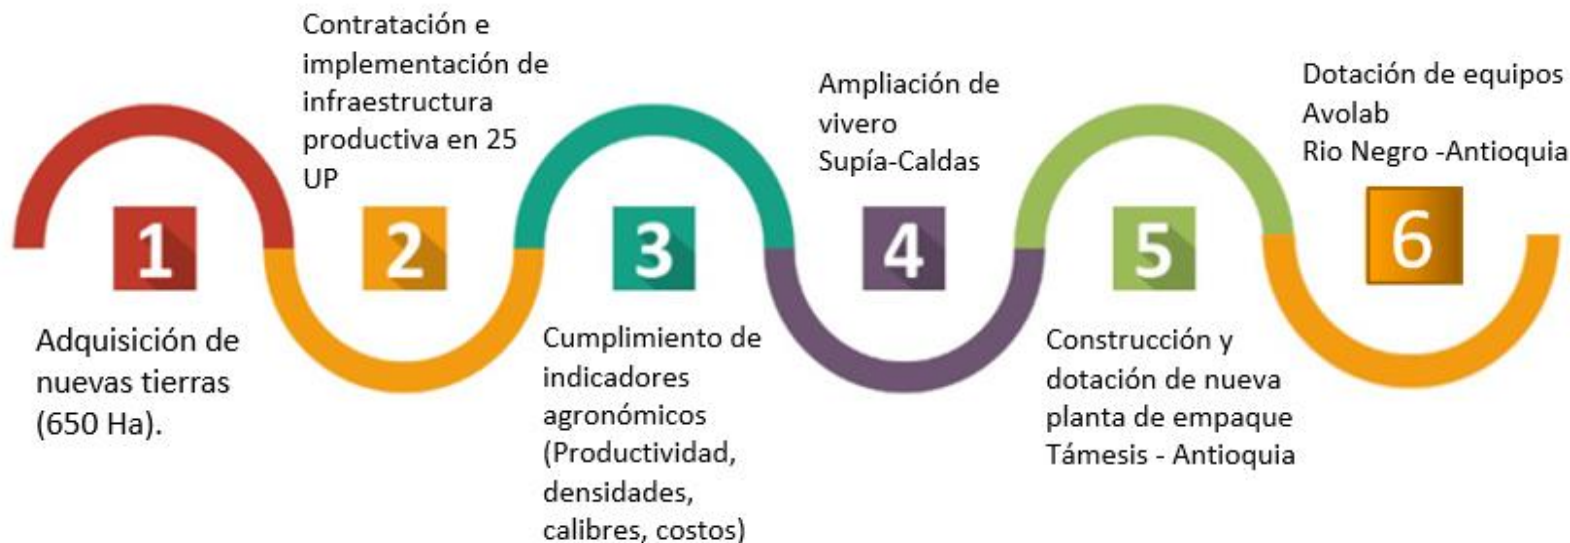 1
Adquisición de
nuevas tierras
(650 Ha).
Contratación e
implementación de
infraestructura
productiva en 25
UP
2
3
Cumplimiento de
indicadores
agronómicos
(Productividad,
densidades,
calibres, costos)
Ampliación de
vivero
Supía-Caldas
4
5
Construcción y
dotación de nueva
planta de empaque
Támesis - Antioquia
Dotación de equipos
Avolab
Rio Negro -Antioquia
6